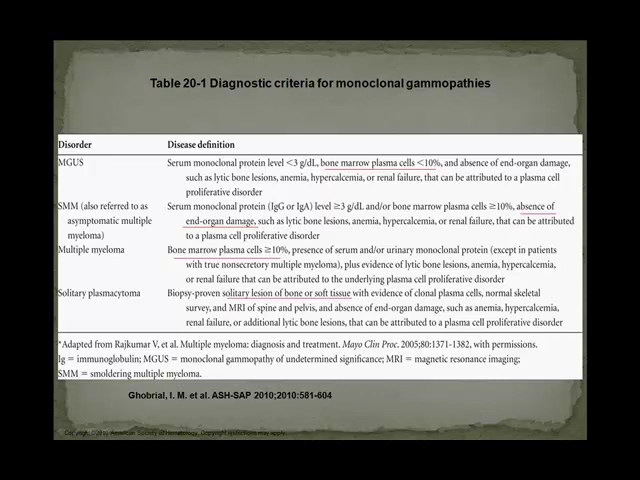 Table 20-1 Diagnostic criteria for monoclonal gammopathies
Disorder Disease definition
MGUS Serum monoclonal protein level <3 g/dL, bone marrow plasma cells <10%, and absence of end-organ damage,
such as lytic bone lesions, anemia, hypercalcemia, or renal failure, that can be attributed to a plasma cell
proliferative disorder
SMM (also referred to as Serum monoclonal protein (IgG or IgA) level ≥3 g/dL and/or bone marrow plasma cells ≥10%, absence of
asymptomatic multiple end-organ damage, such as lytic bone lesions, anemia, hypercalcemia, or renal failure, that can be attributed
myeloma) to a plasma cell proliferative disorder
Multiple myeloma Bone marrow plasma cells ≥10%, presence of serum and/or urinary monoclonal protein (except in patients
with true nonsecretory multiple myeloma), plus evidence of lytic bone lesions, anemia, hypercalcemia,
or renal failure that can be attributed to the underlying plasma cell proliferative disorder
Solitary plasmacytoma Biopsy-proven solitary lesion of bone or soft tissue with evidence of clonal plasma cells, normal skeletal
survey, and MRI of spine and pelvis, and absence of end-organ damage, such as anemia, hypercalcemia,
renal failure, or additional lytic bone lesions, that can be attributed to a plasma cell proliferative disorder
*Adapted from Rajkumar V, et al. Multiple myeloma: diagnosis and treatment. Mayo Clin Proc. 2005;80:1371-1382, with permissions.
Ig = immunoglobulin; MGUS = monoclonal gammopathy of undetermined significance; MRI = magnetic resonance imaging;
SMM = smoldering multiple myeloma.
Ghobrial, I. M. et al. ASH-SAP 2010;2010:581-604
Copyright ©2010 American Society of Hematology. Copyright restrictions may apply.